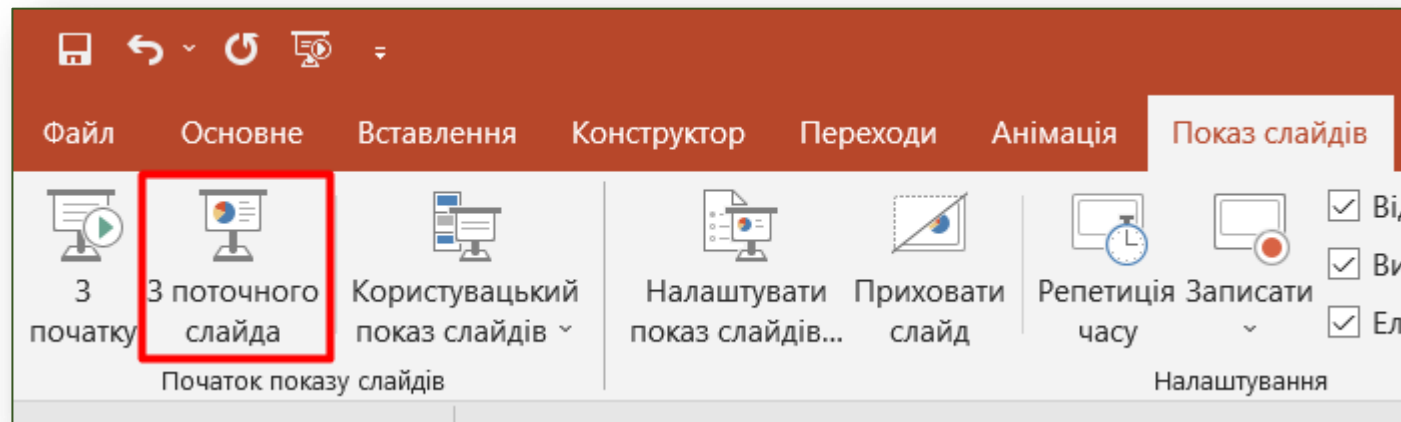 Файл Основне Вставлення Конструктор Переходи Анімація Показ слайдів
З початку
З поточного слайда
Користувацький показ слайдів
Налаштувати показ слайдів...
Приховати слайд
Репетиція часу
Записати
Початок показу слайдів
Налаштування